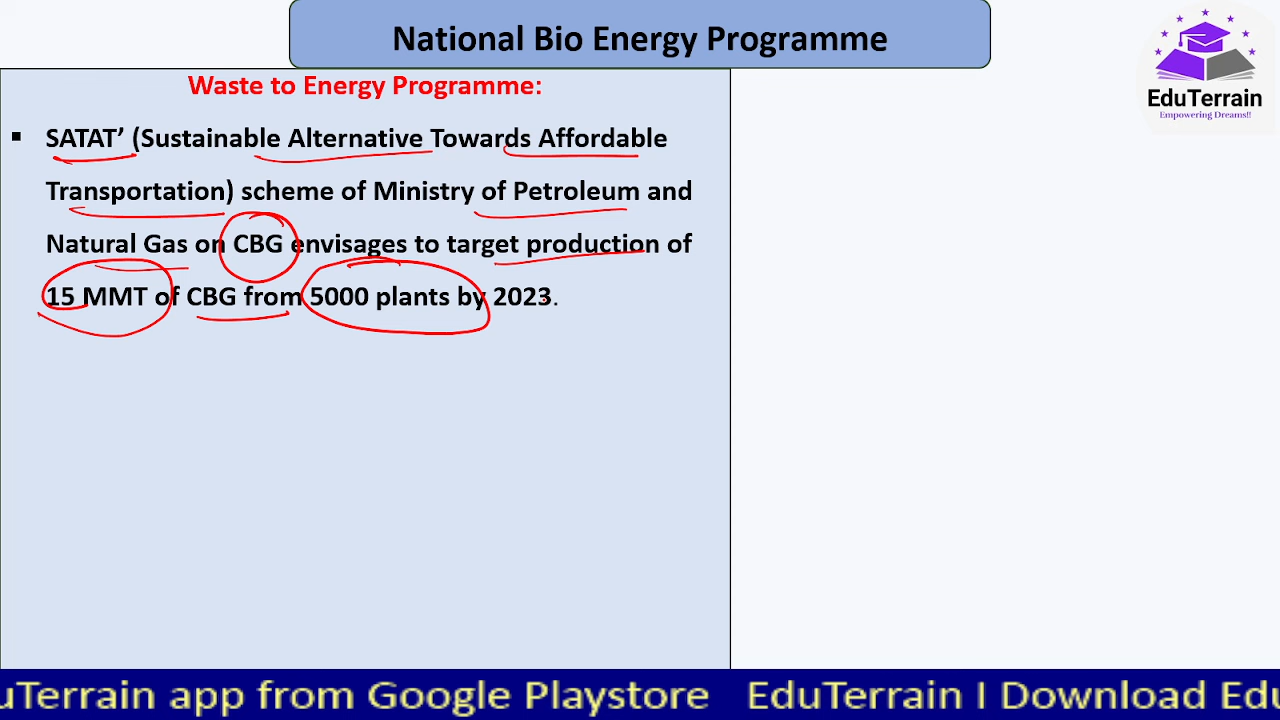 National Bio Energy Programme
EduTerrain
Empowering Dreams!!
Waste to Energy Programme:
▪ SATAT’ (Sustainable Alternative Towards Affordable
Transportation) scheme of Ministry of Petroleum and
Natural Gas on CBG envisages to target production of
15 MMT of CBG from 5000 plants by 2023.
uTerrain app from Google Playstore EduTerrain I Download Edu